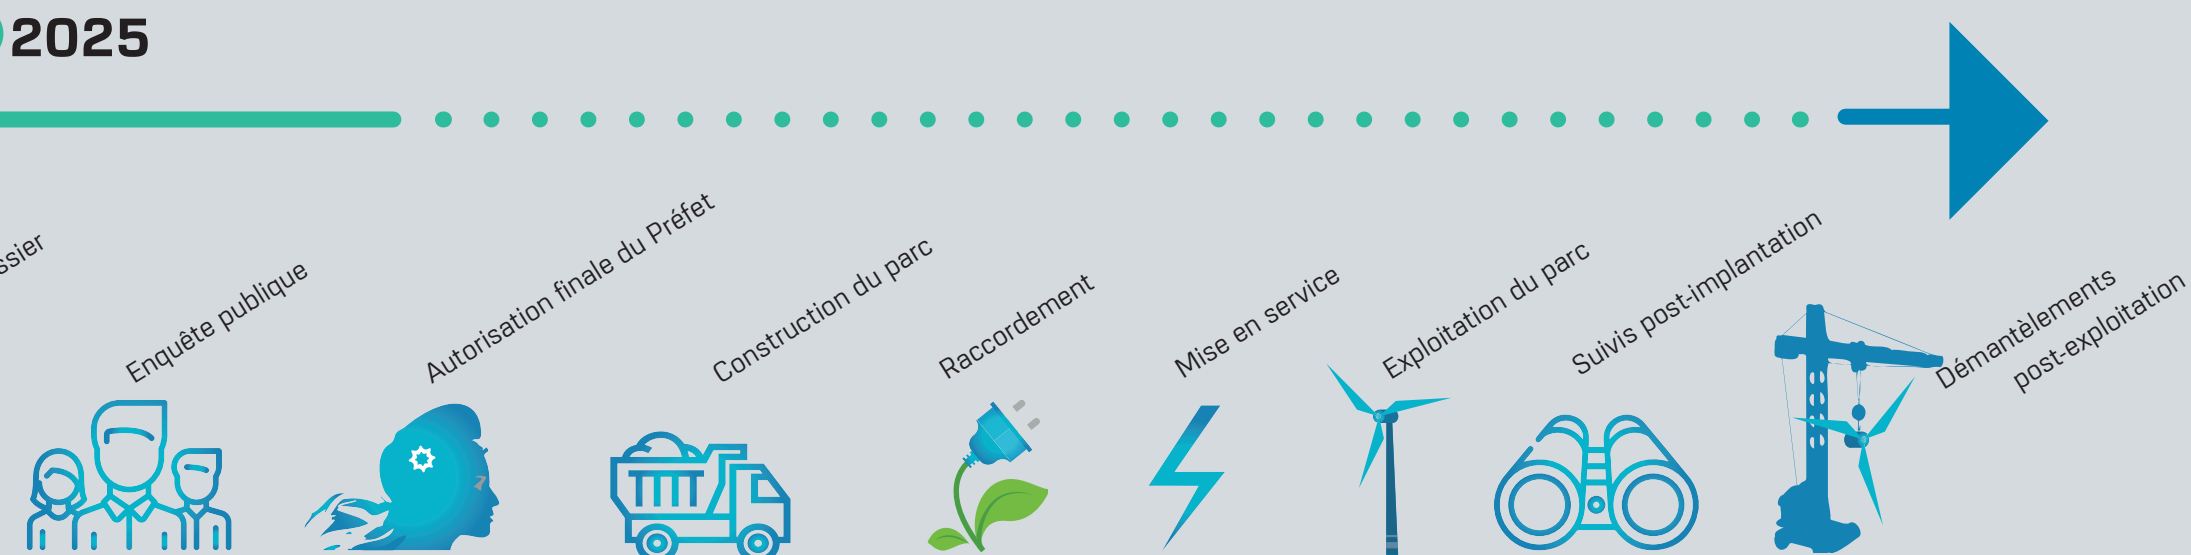 2025
Enquête publique
Autorisation finale du Préfet
Construction du parc
Raccordement
Mise en service
Exploitation du parc
Suivis post-implantation
Démantèlements
post-exploitation